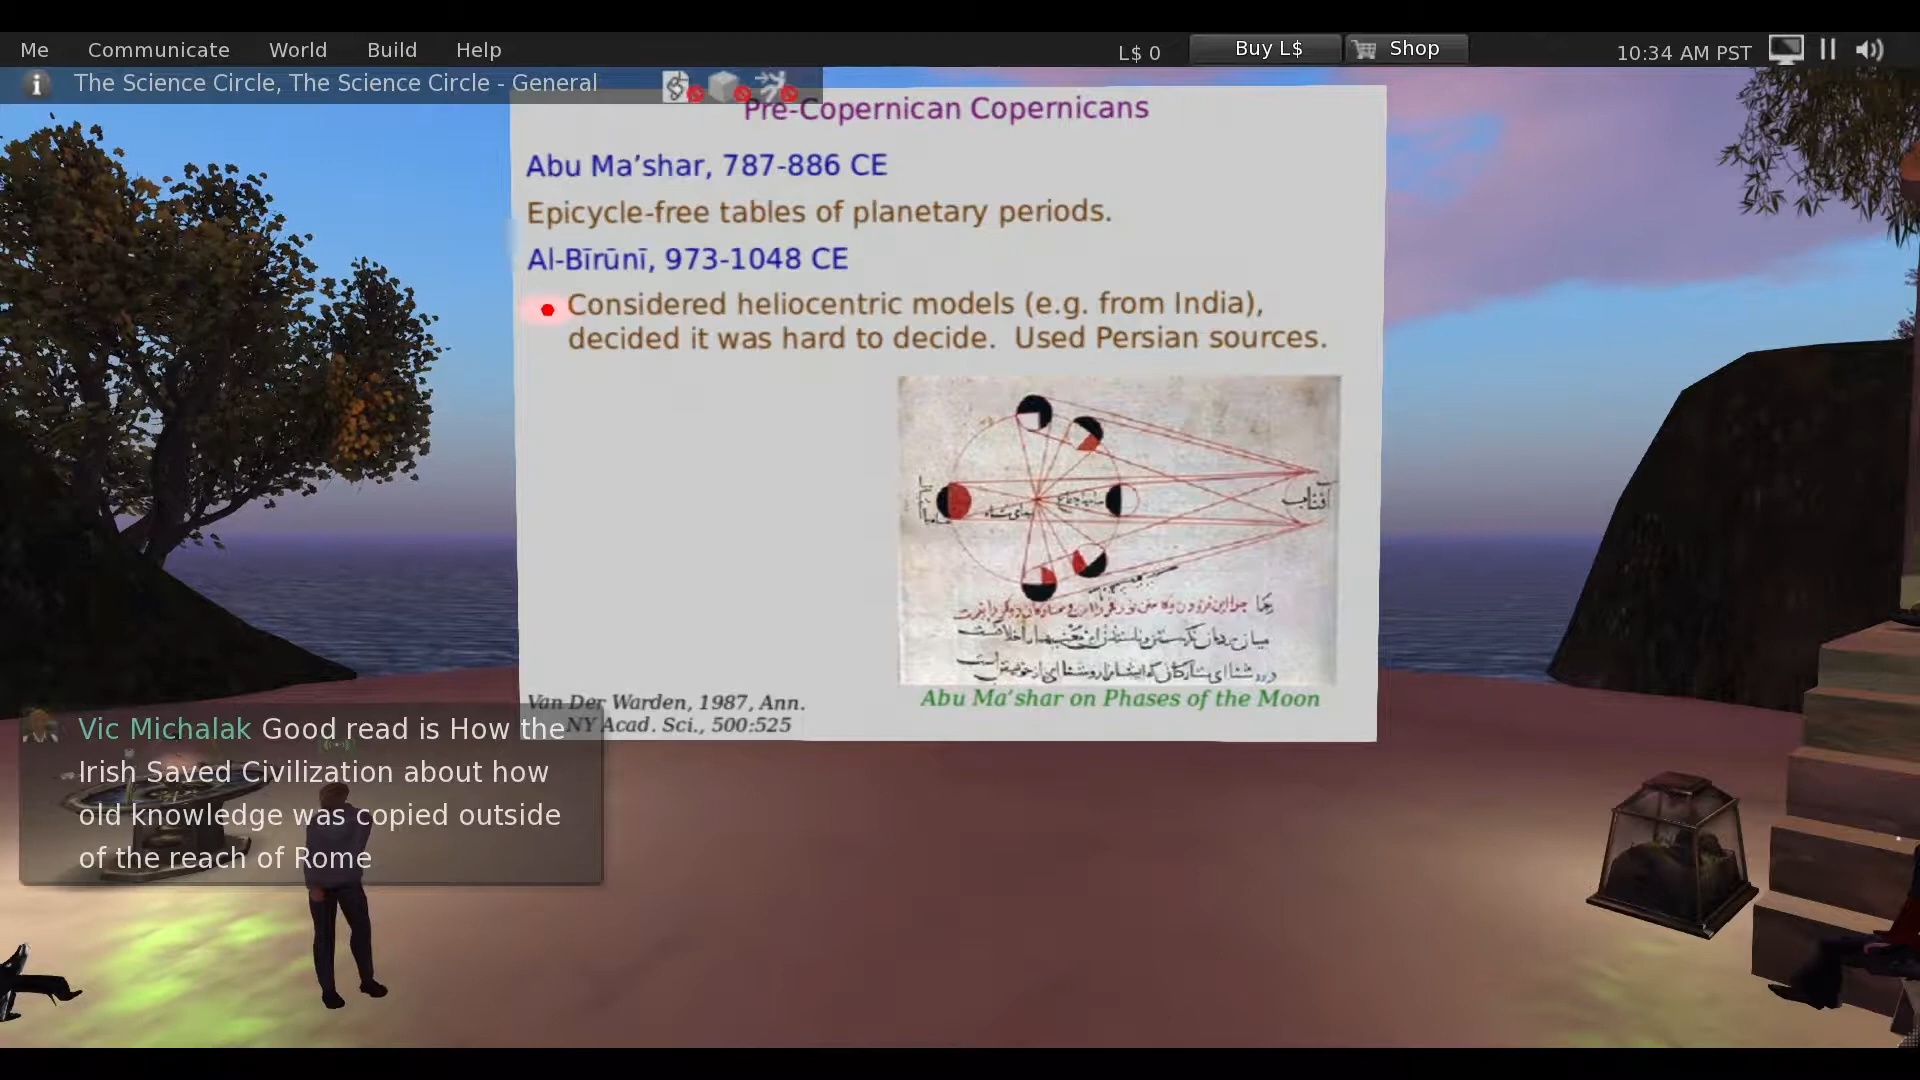 Me Communicate World Build Help L$ 0 Buy L$ Shop 10:34 AM PST
The Science Circle, The Science Circle - General
Pre-Copernican Copernicans
Abu Ma’shar, 787-886 CE
Epicycle-free tables of planetary periods.
Al-Bīrūnī, 973-1048 CE
Considered heliocentric models (e.g. from India),
decided it was hard to decide. Used Persian sources.
Abu Ma’shar on Phases of the Moon
Van Der Warden, 1987, Ann.
NY Acad. Sci., 500:525
Vic Michalak Good read is How the
Irish Saved Civilization about how
old knowledge was copied outside
of the reach of Rome